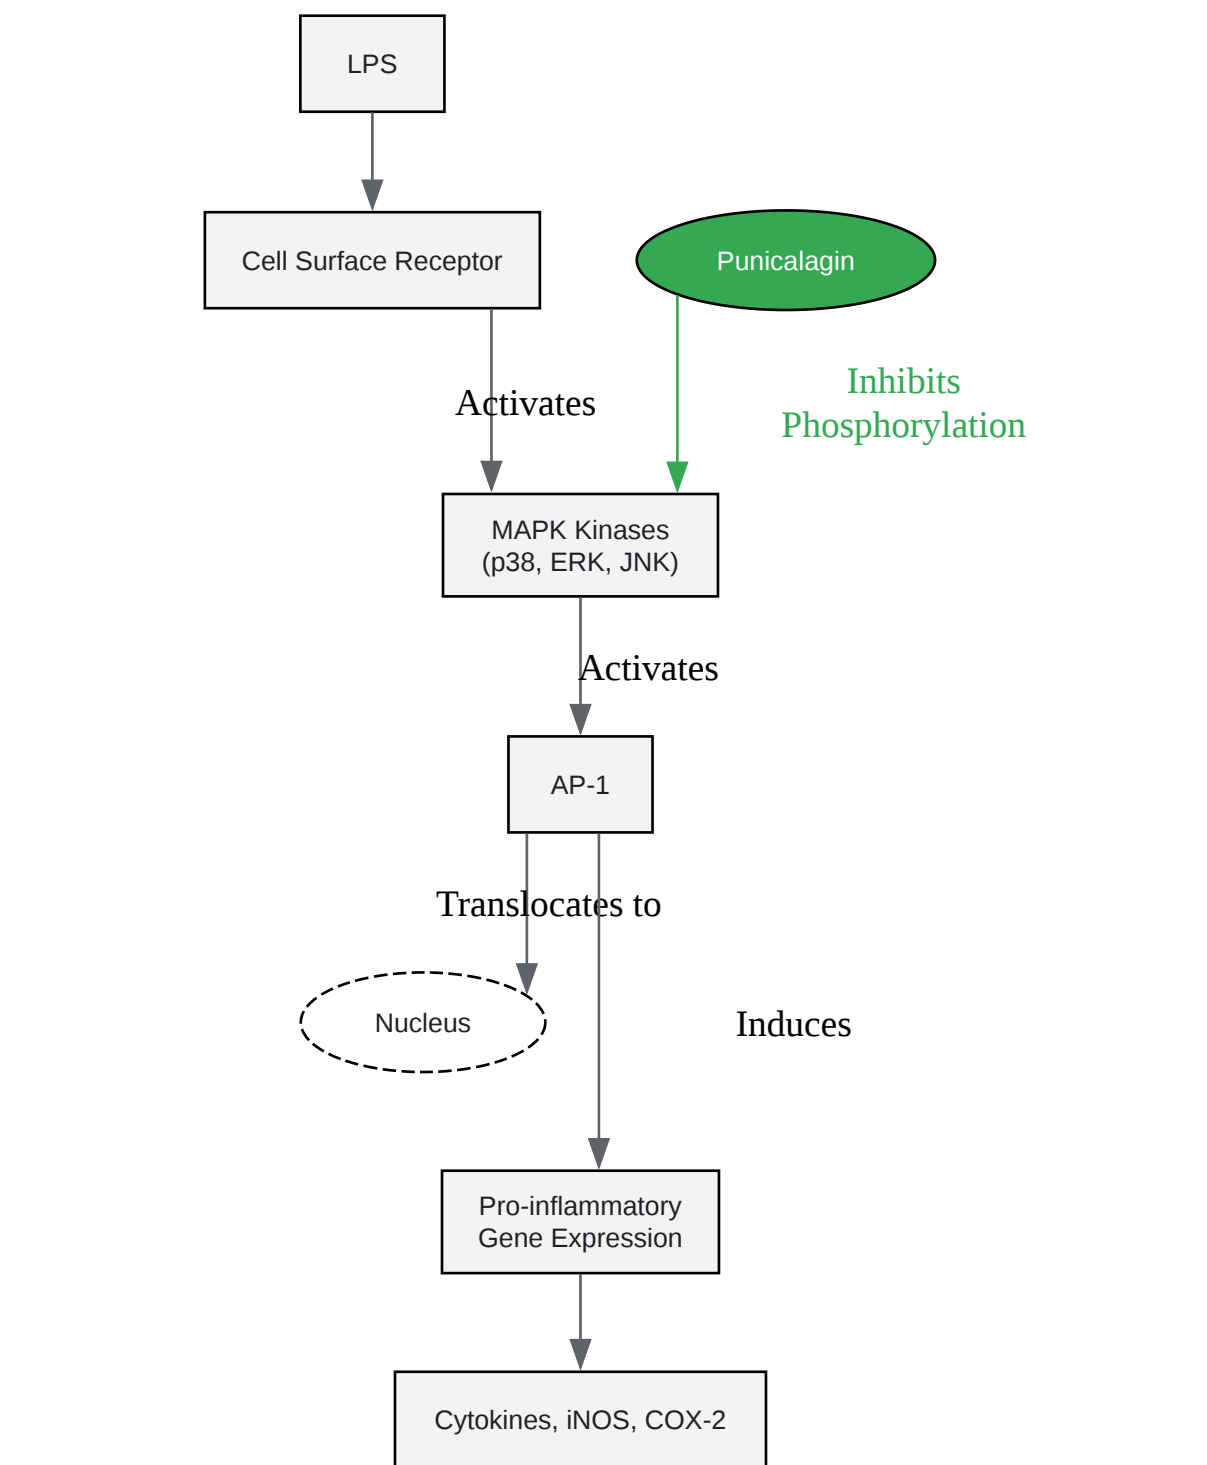 LPS
Cell Surface Receptor
Punicalagin
Inhibits
Phosphorylation
Activates
MAPK Kinases
(p38, ERK, JNK)
Activates
AP-1
Translocates to
Nucleus
Induces
Pro-inflammatory
Gene Expression
Cytokines, iNOS, COX-2